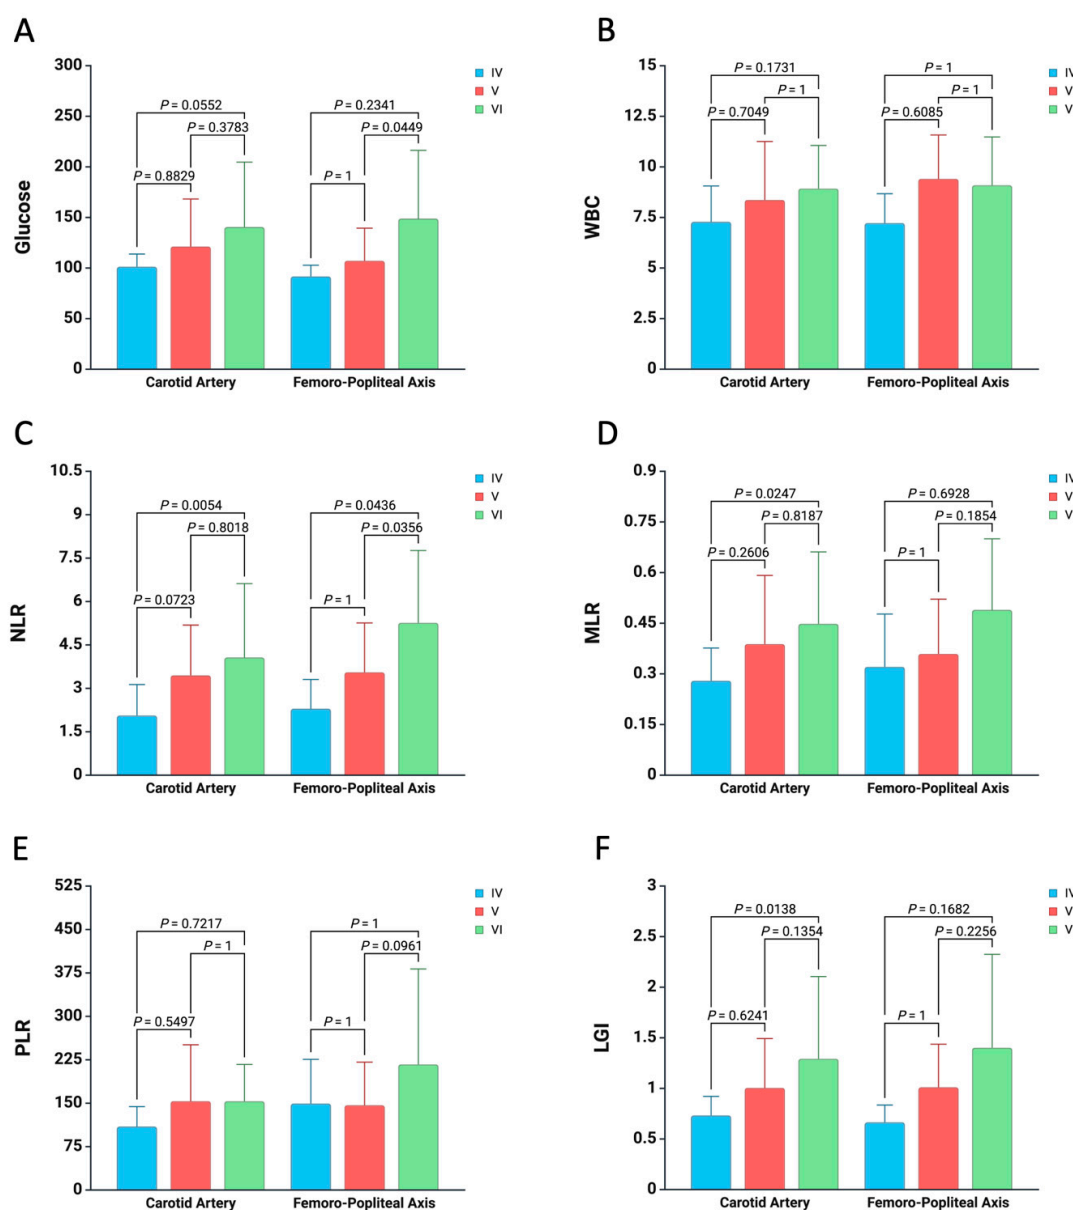 A
Glucose
300
250
200
150
100
50
0
P = 0.0552
P = 0.3783
P = 0.8829
P = 0.2341
P = 0.0449
P = 1
Carotid Artery
Femoro-Popliteal Axis
IV
V
VI
B
WBC
15
12.5
10
7.5
5
2.5
0
P = 0.1731
P = 1
P = 0.7049
P = 1
P = 1
P = 0.6085
Carotid Artery
Femoro-Popliteal Axis
IV
V
V
C
NLR
10.5
9
7.5
6
4.5
3
1.5
0
P = 0.0054
P = 0.8018
P = 0.0723
P = 0.0436
P = 0.0356
P = 1
Carotid Artery
Femoro-Popliteal Axis
IV
V
VI
D
MLR
0.9
0.75
0.6
0.45
0.3
0.15
0
P = 0.0247
P = 0.8187
P = 0.2606
P = 0.6928
P = 0.1854
P = 1
Carotid Artery
Femoro-Popliteal Axis
IV
V
V
E
PLR
525
450
375
300
225
150
75
0
P = 0.7217
P = 1
P = 0.5497
P = 1
P = 0.0961
P = 1
Carotid Artery
Femoro-Popliteal Axis
IV
V
VI
F
LGI
3
2.5
2
1.5
1
0.5
0
P = 0.0138
P = 0.1354
P = 0.6241
P = 0.1682
P = 0.2256
P = 1
Carotid Artery
Femoro-Popliteal Axis
IV
V
V